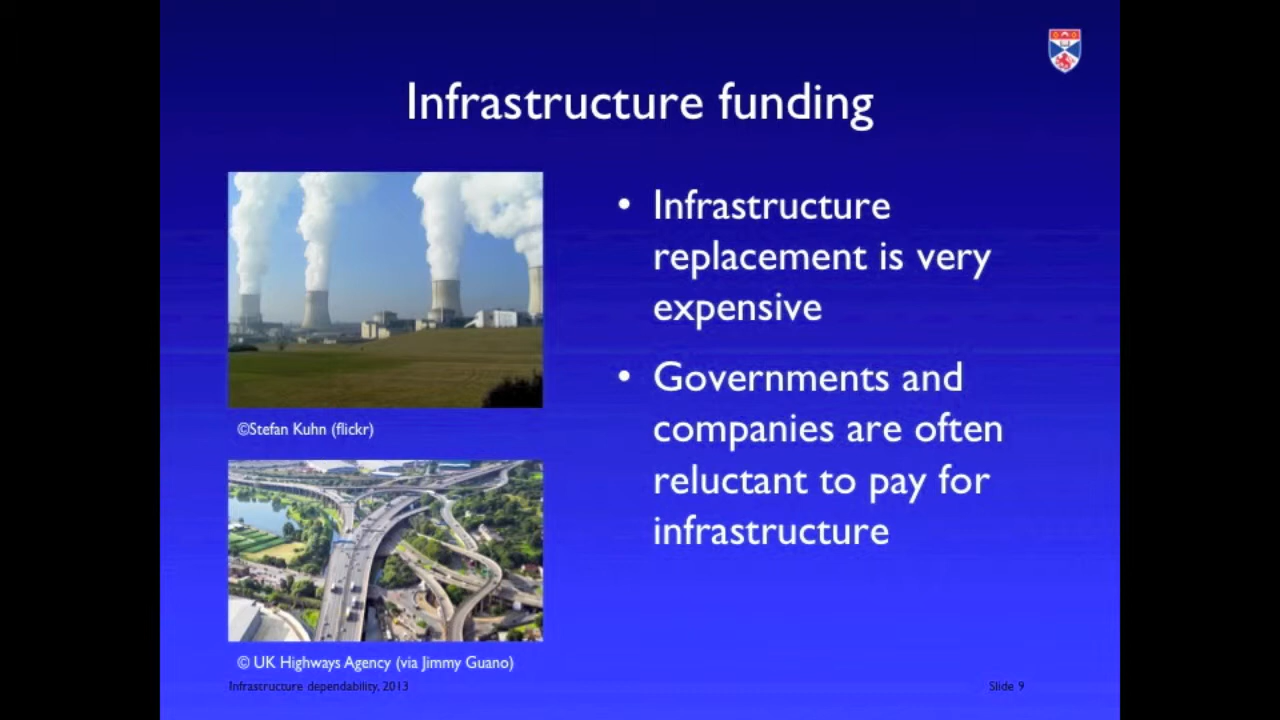 Infrastructure funding
• Infrastructure
replacement is very
expensive
• Governments and
companies are often
reluctant to pay for
infrastructure
©Stefan Kuhn (flickr)
© UK Highways Agency (via Jimmy Guano)
Infrastructure dependability, 2013
Slide 9